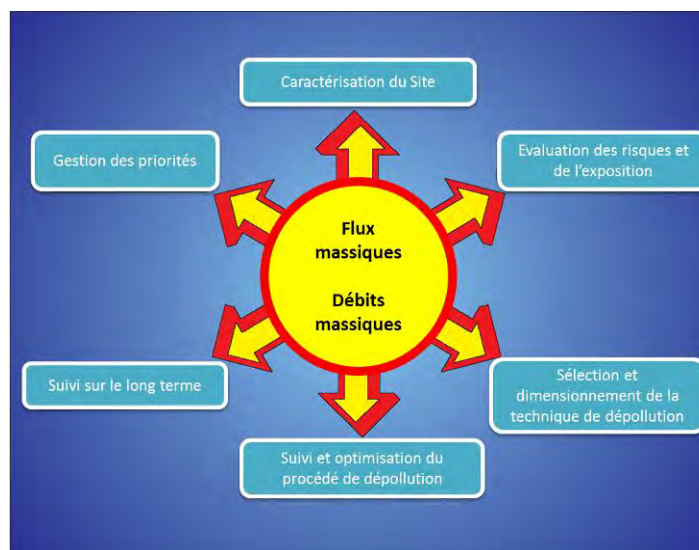 Caractérisation du Site
Gestion des priorités
Evaluation des risques et
de l'exposition
Flux
massiques
Débits
massiques
Suivi sur le long terme
Sélection et
dimensionnement de la
technique de dépollution
Suivi et optimisation du
procédé de dépollution